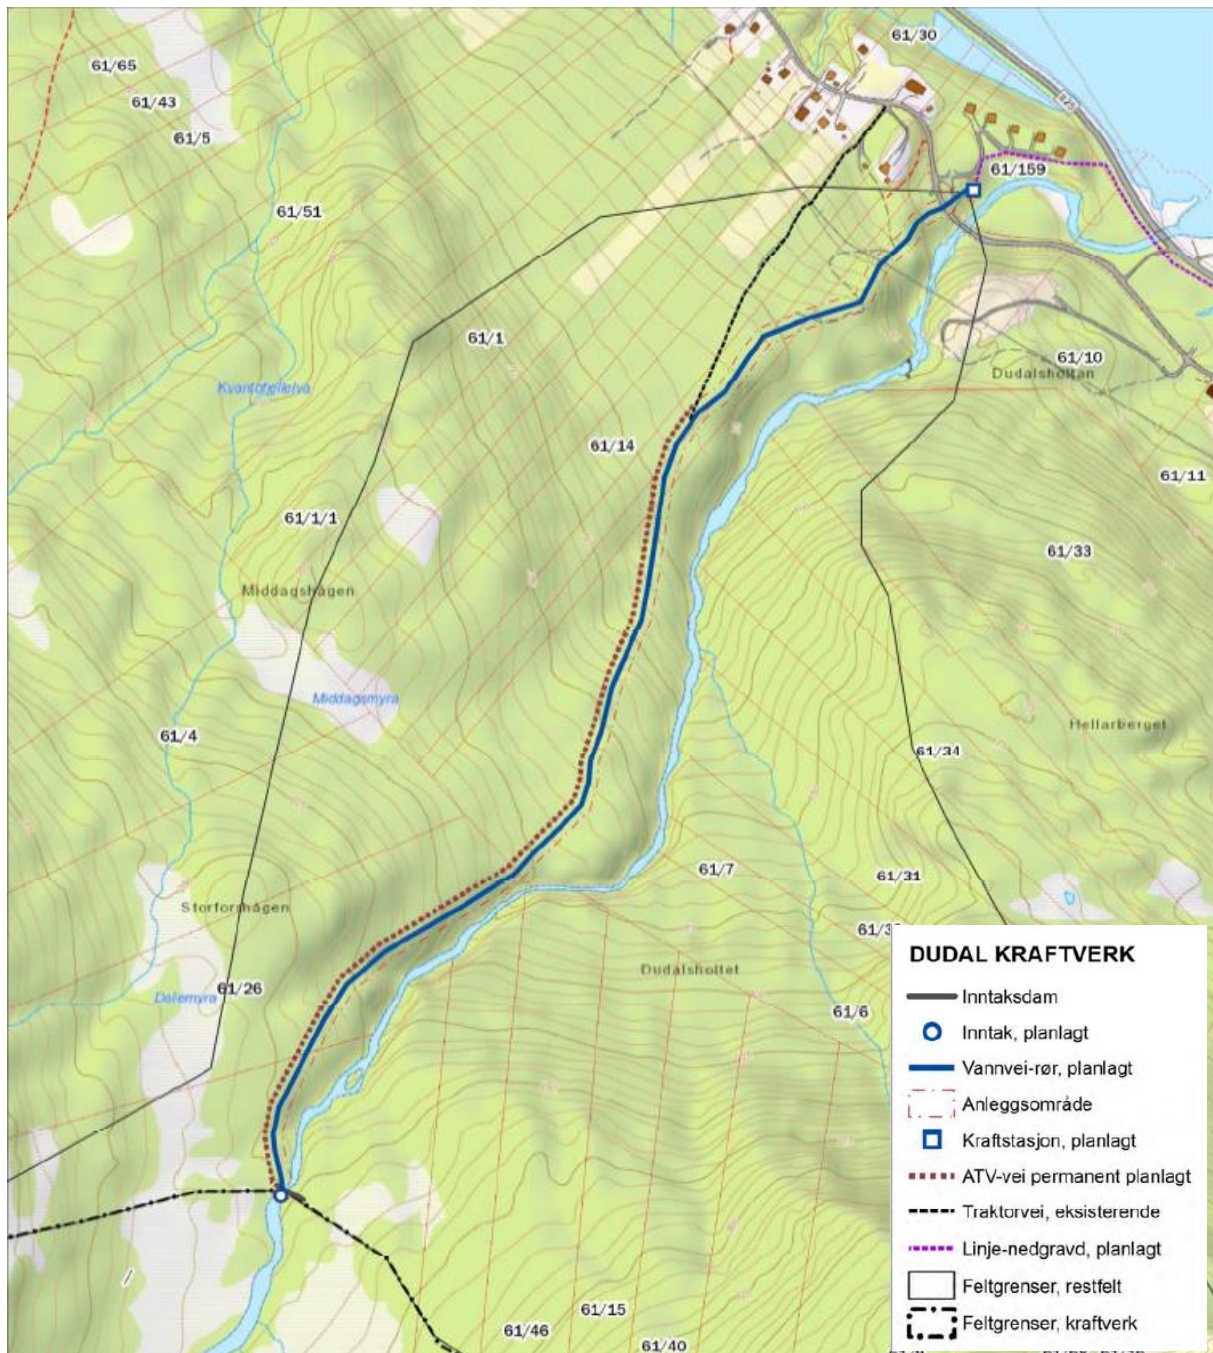 61/30
61/65
61/43
61/5
61/159
61/51
61/1
61/10
Dudalsholtan
Kvantofjellelva
61/14
61/11
61/1/1
61/33
Middagshågen
Middagsmyra
Hellarberget
61/4
61/34
61/7
61/31
Storforshågen
Dudalsholtet
61/26
Dalemyra
61/6
DUDAL KRAFTVERK
Inntaksdam
Inntak, planlagt
Vannvei-rør, planlagt
Anleggsområde
Kraftstasjon, planlagt
ATV-vei permanent planlagt
Traktorvei, eksisterende
Linje-nedgravd, planlagt
Feltgrenser, restfelt
Feltgrenser, kraftverk
61/15
61/46
61/40